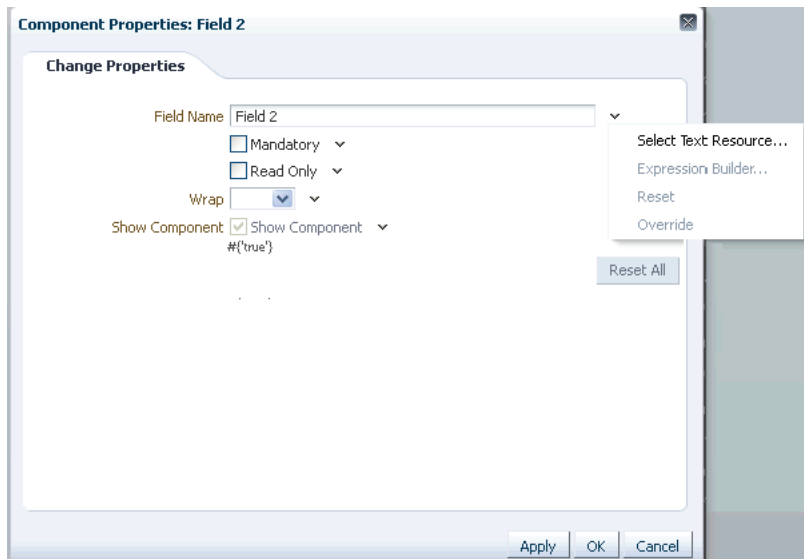 Component Properties: Field 2
Change Properties
Field Name Field 2
Select Text Resource...
Mandatory
Expression Builder...
Read Only
Reset
Wrap
Override
Show Component Show Component
#{'true'}
Reset All
Apply OK Cancel